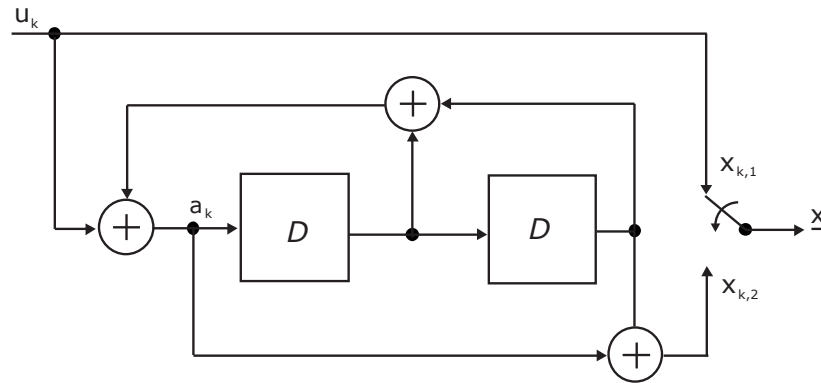 u_k
x_{k,1}
a_k
D
D
x
x_{k,2}